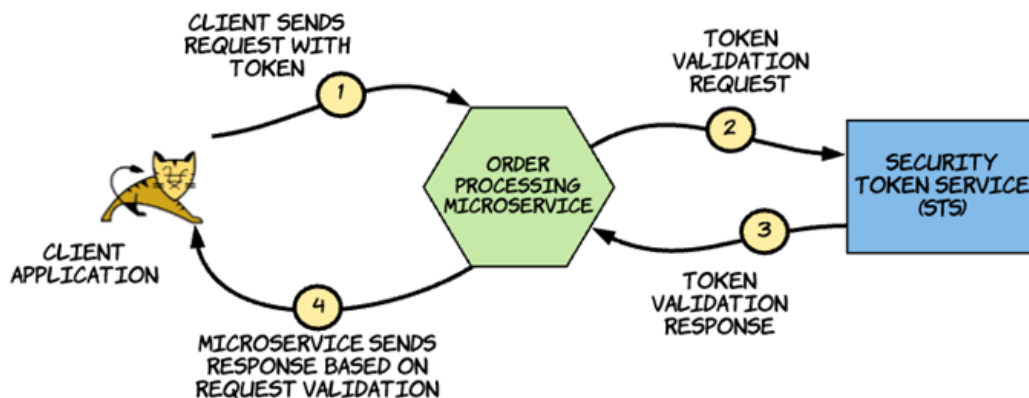 CLIENT SENDS
REQUEST WITH
TOKEN
1
TOKEN
VALIDATION
REQUEST
2
ORDER
PROCESSING
MICROSERVICE
SECURITY
TOKEN SERVICE
(STS)
3
CLIENT
APPLICATION
TOKEN
VALIDATION
RESPONSE
4
MICROSERVICE SENDS
RESPONSE BASED ON
REQUEST VALIDATION